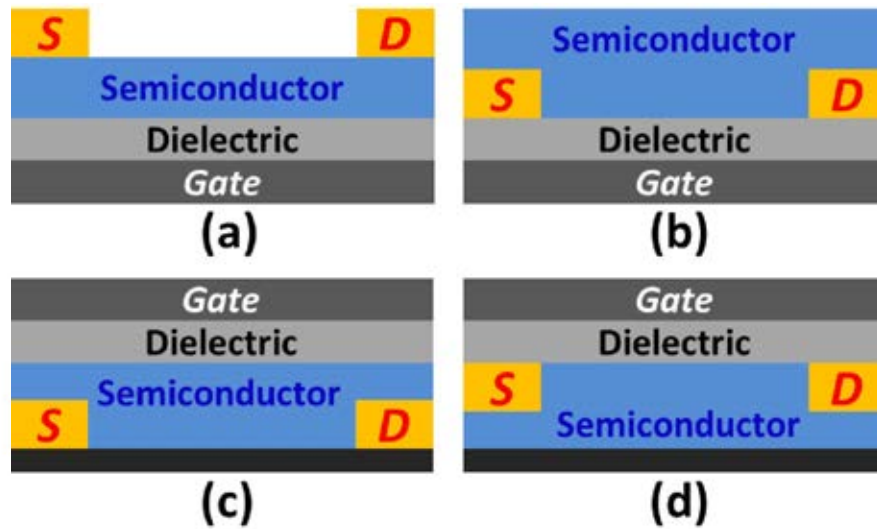 S D
Semiconductor
Dielectric
Gate
(a)
Semiconductor
S D
Dielectric
Gate
(b)
Gate
Dielectric
Semiconductor
S D
(c)
Gate
Dielectric
S D
Semiconductor
(d)